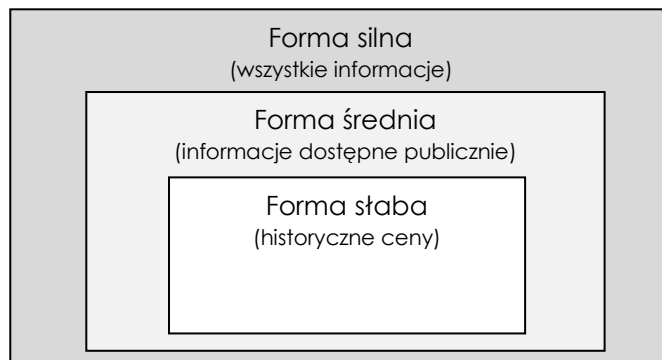 Forma silna
(wszystkie informacje)
Forma średnia
(informacje dostępne publicznie)
Forma słaba
(historyczne ceny)